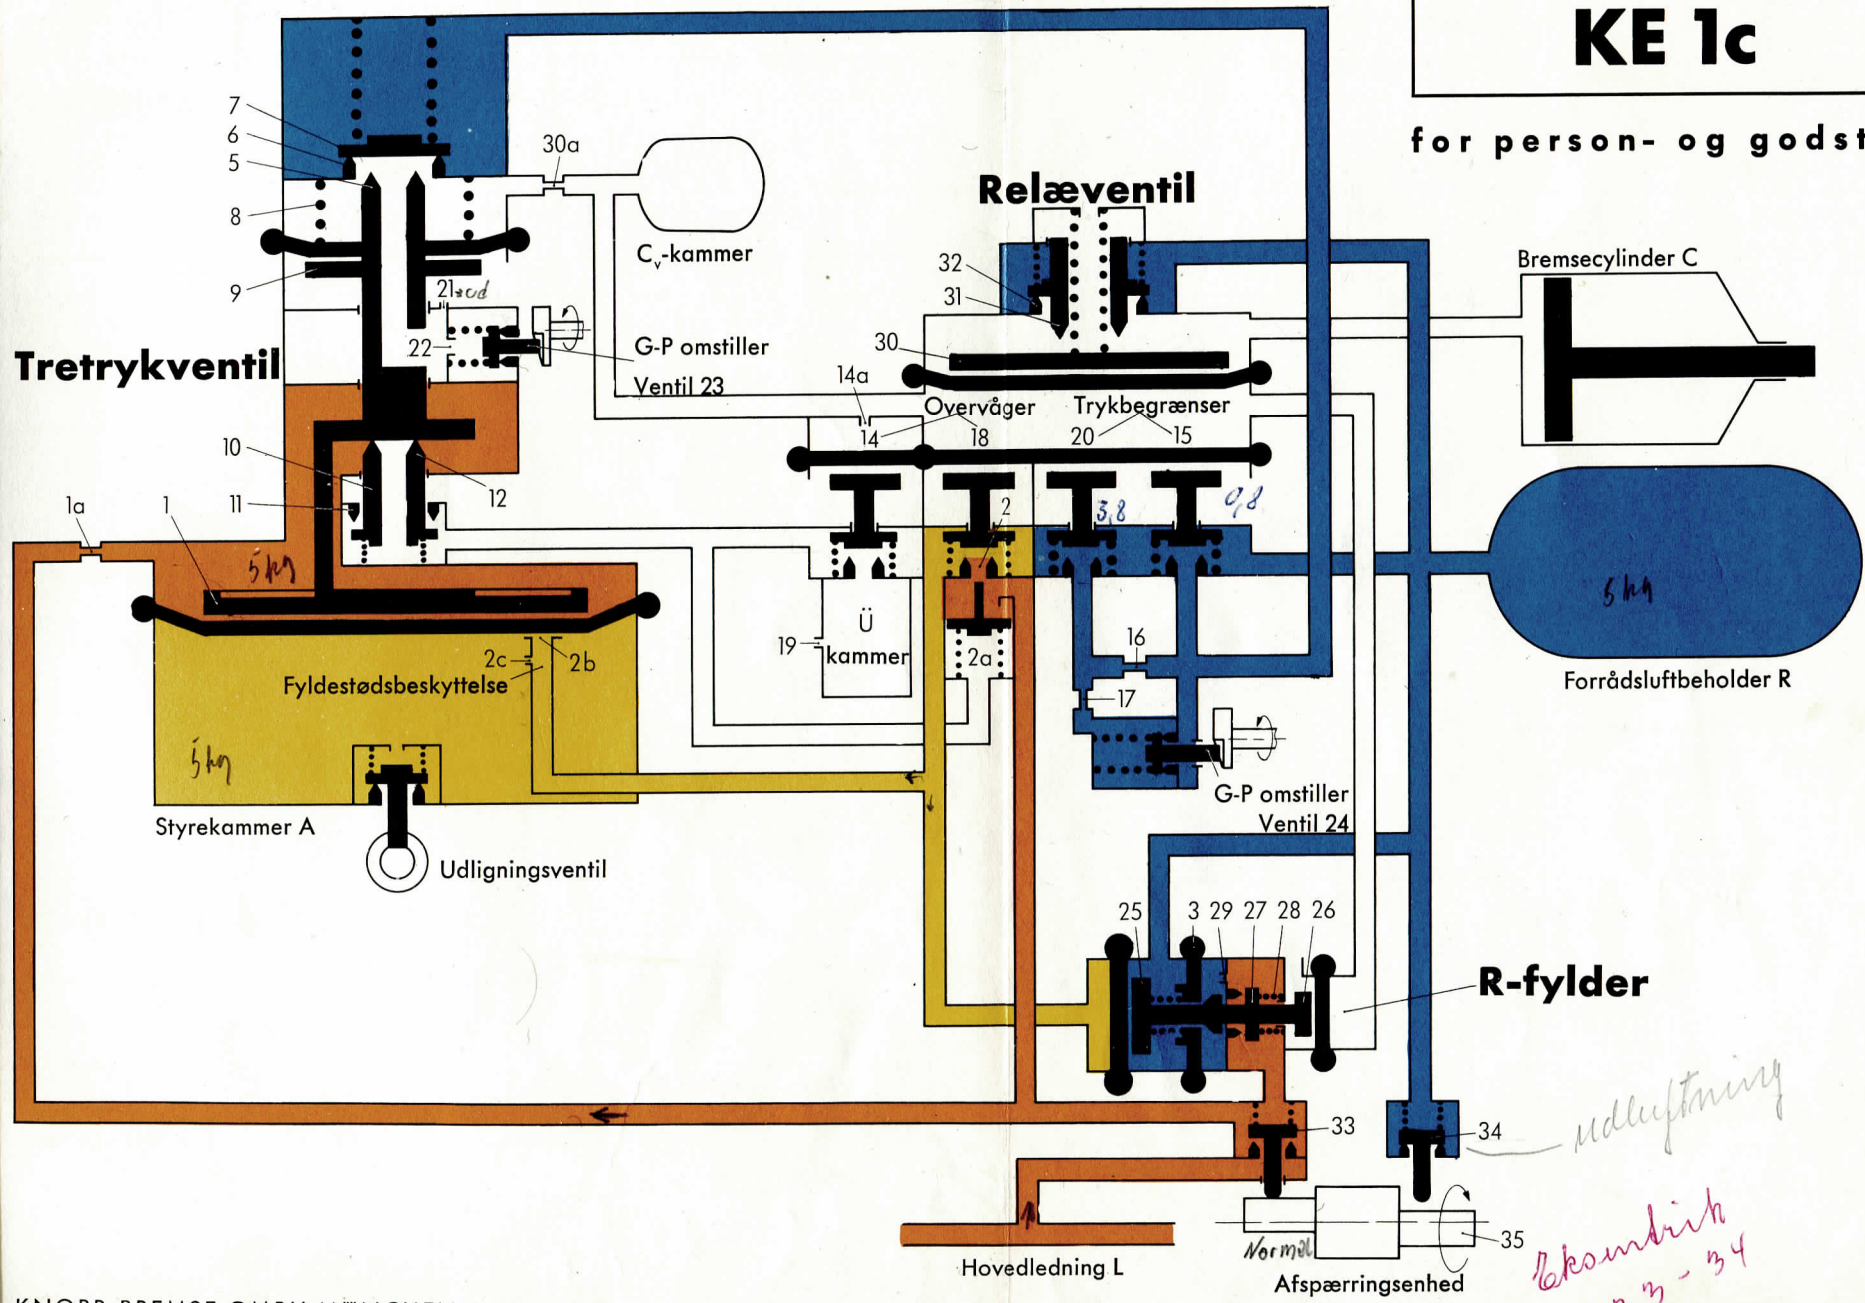 KE 1c
for person- og godst
7
6
5
8
9
30a
Cᵥ-kammer
21
22
G-P omstiller
Ventil 23
Tretrykventil
10
11
12
1a
1
5 kg
Relæventil
32
31
30
14a
Overvåger
Trykbegrænser
14
18
20
15
2
3,8
0,8
Bremsecylinder C
5 kg
Forrådsluftbeholder R
Ü
kammer
19
2a
16
17
2c
2b
Fyldestødsbeskyttelse
5 kg
Styrekammer A
Udligningsventil
G-P omstiller
Ventil 24
25
3
29
27
28
26
R-fylder
33
34
udluftning
35
Normal
Hovedledning L
Afspærringsenhed
34